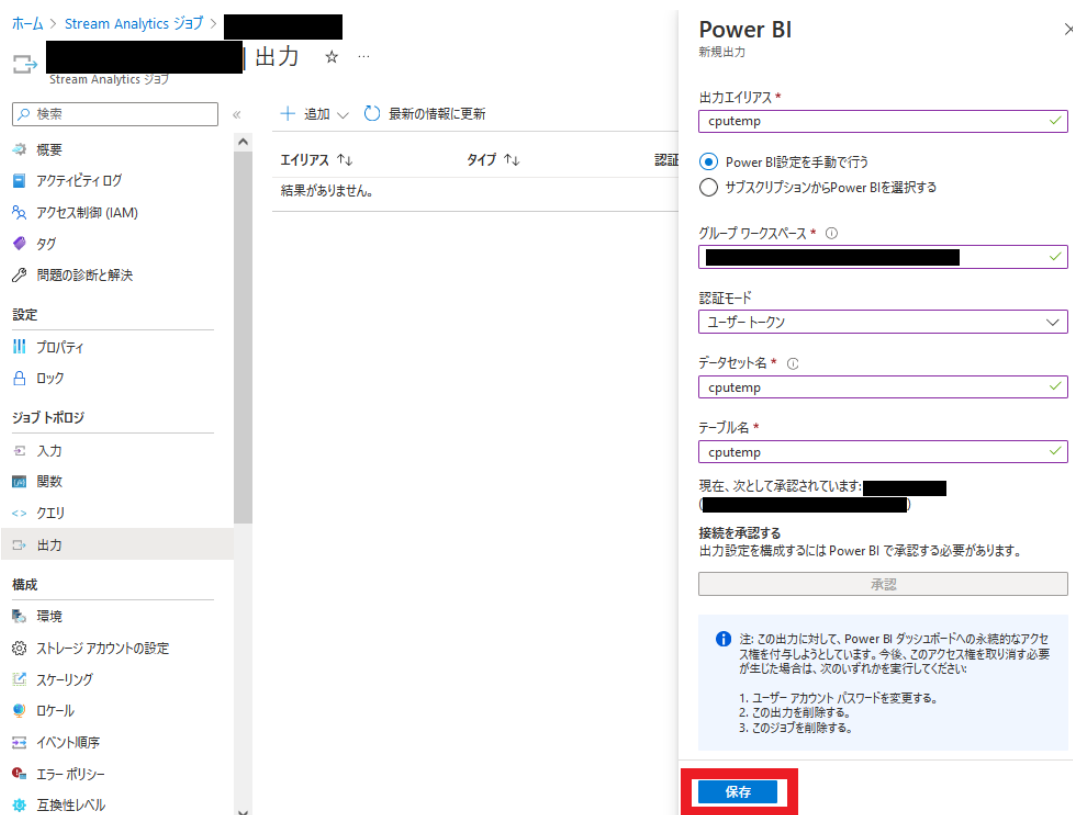 ホーム > Stream Analytics ジョブ >
| 出力 ☆ …
Stream Analytics ジョブ
検索
«
概要
アクティビティ ログ
アクセス制御 (IAM)
タグ
問題の診断と解決
設定
プロパティ
ロック
ジョブ トポロジ
入力
関数
クエリ
出力
構成
環境
ストレージ アカウントの設定
スケーリング
ロケール
イベント順序
エラー ポリシー
互換性レベル
+ 追加 最新の情報に更新
エイリアス ↑↓ タイプ ↑↓ 認証
結果がありません。
Power BI
新規出力
出力エイリアス *
cputemp
Power BI設定を手動で行う
サブスクリプションからPower BIを選択する
グループ ワークスペース *
認証モード
ユーザー トークン
データセット名 *
cputemp
テーブル名 *
cputemp
現在、次として承認されています:
( )
接続を承認する
出力設定を構成するには Power BI で承認する必要があります。
承認
注: この出力に対して、Power BI ダッシュボードへの永続的なアクセ
ス権を付与しようとしています。今後、このアクセス権を取り消す必要
が生じた場合は、次のいずれかを実行してください:
1. ユーザー アカウント パスワードを変更する。
2. この出力を削除する。
3. このジョブを削除する。
保存